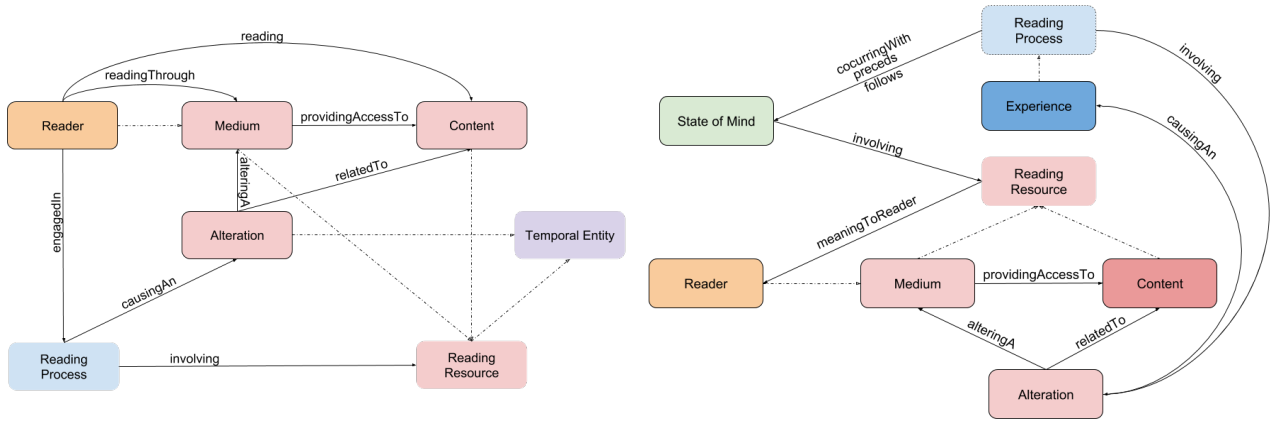 reading
readingThrough
Reader
Medium
providingAccessTo
Content
alteringA
relatedTo
engagedIn
Alteration
Temporal Entity
causingAn
Reading
Process
involving
Reading
Resource
Reading
Process
cocurringWith
preceds
follows
involving
Experience
State of Mind
causingAn
involving
Reading
Resource
meaningToReader
Reader
Medium
providingAccessTo
Content
alteringA
relatedTo
Alteration